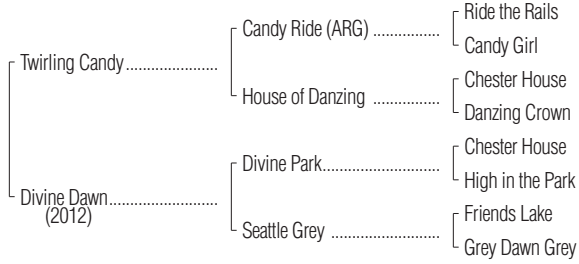 Ride the Rails
Candy Ride (ARG) ................
Candy Girl
Twirling Candy ......................
Chester House
House of Danzing ................
Danzing Crown
Chester House
Divine Park...........................
High in the Park
Divine Dawn..........................
(2012)
Friends Lake
Seattle Grey .........................
Grey Dawn Grey